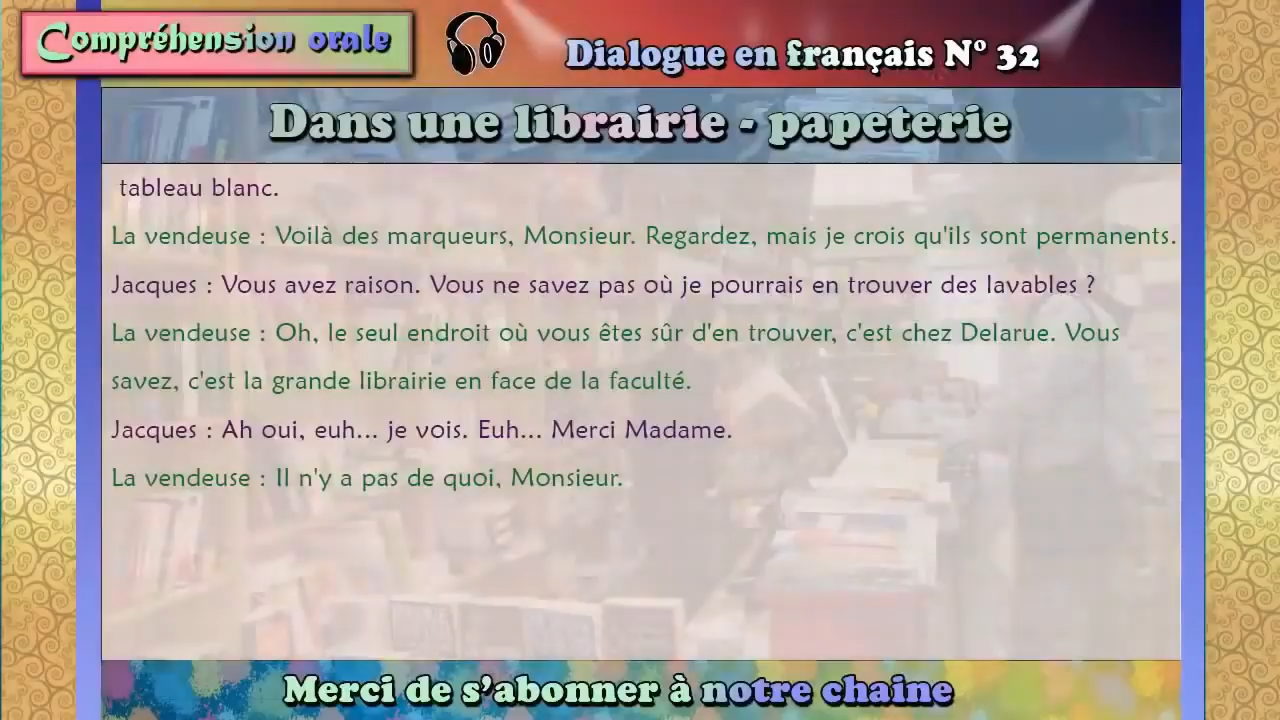 Compréhension orale
Dialogue en français N° 32
Dans une librairie - papeterie
tableau blanc.
La vendeuse : Voilà des marqueurs, Monsieur. Regardez, mais je crois qu'ils sont permanents.
Jacques : Vous avez raison. Vous ne savez pas où je pourrais en trouver des lavables ?
La vendeuse : Oh, le seul endroit où vous êtes sûr d'en trouver, c'est chez Delarue. Vous
savez, c'est la grande librairie en face de la faculté.
Jacques : Ah oui, euh... je vois. Euh... Merci Madame.
La vendeuse : Il n'y a pas de quoi, Monsieur.
Merci de s'abonner à notre chaine